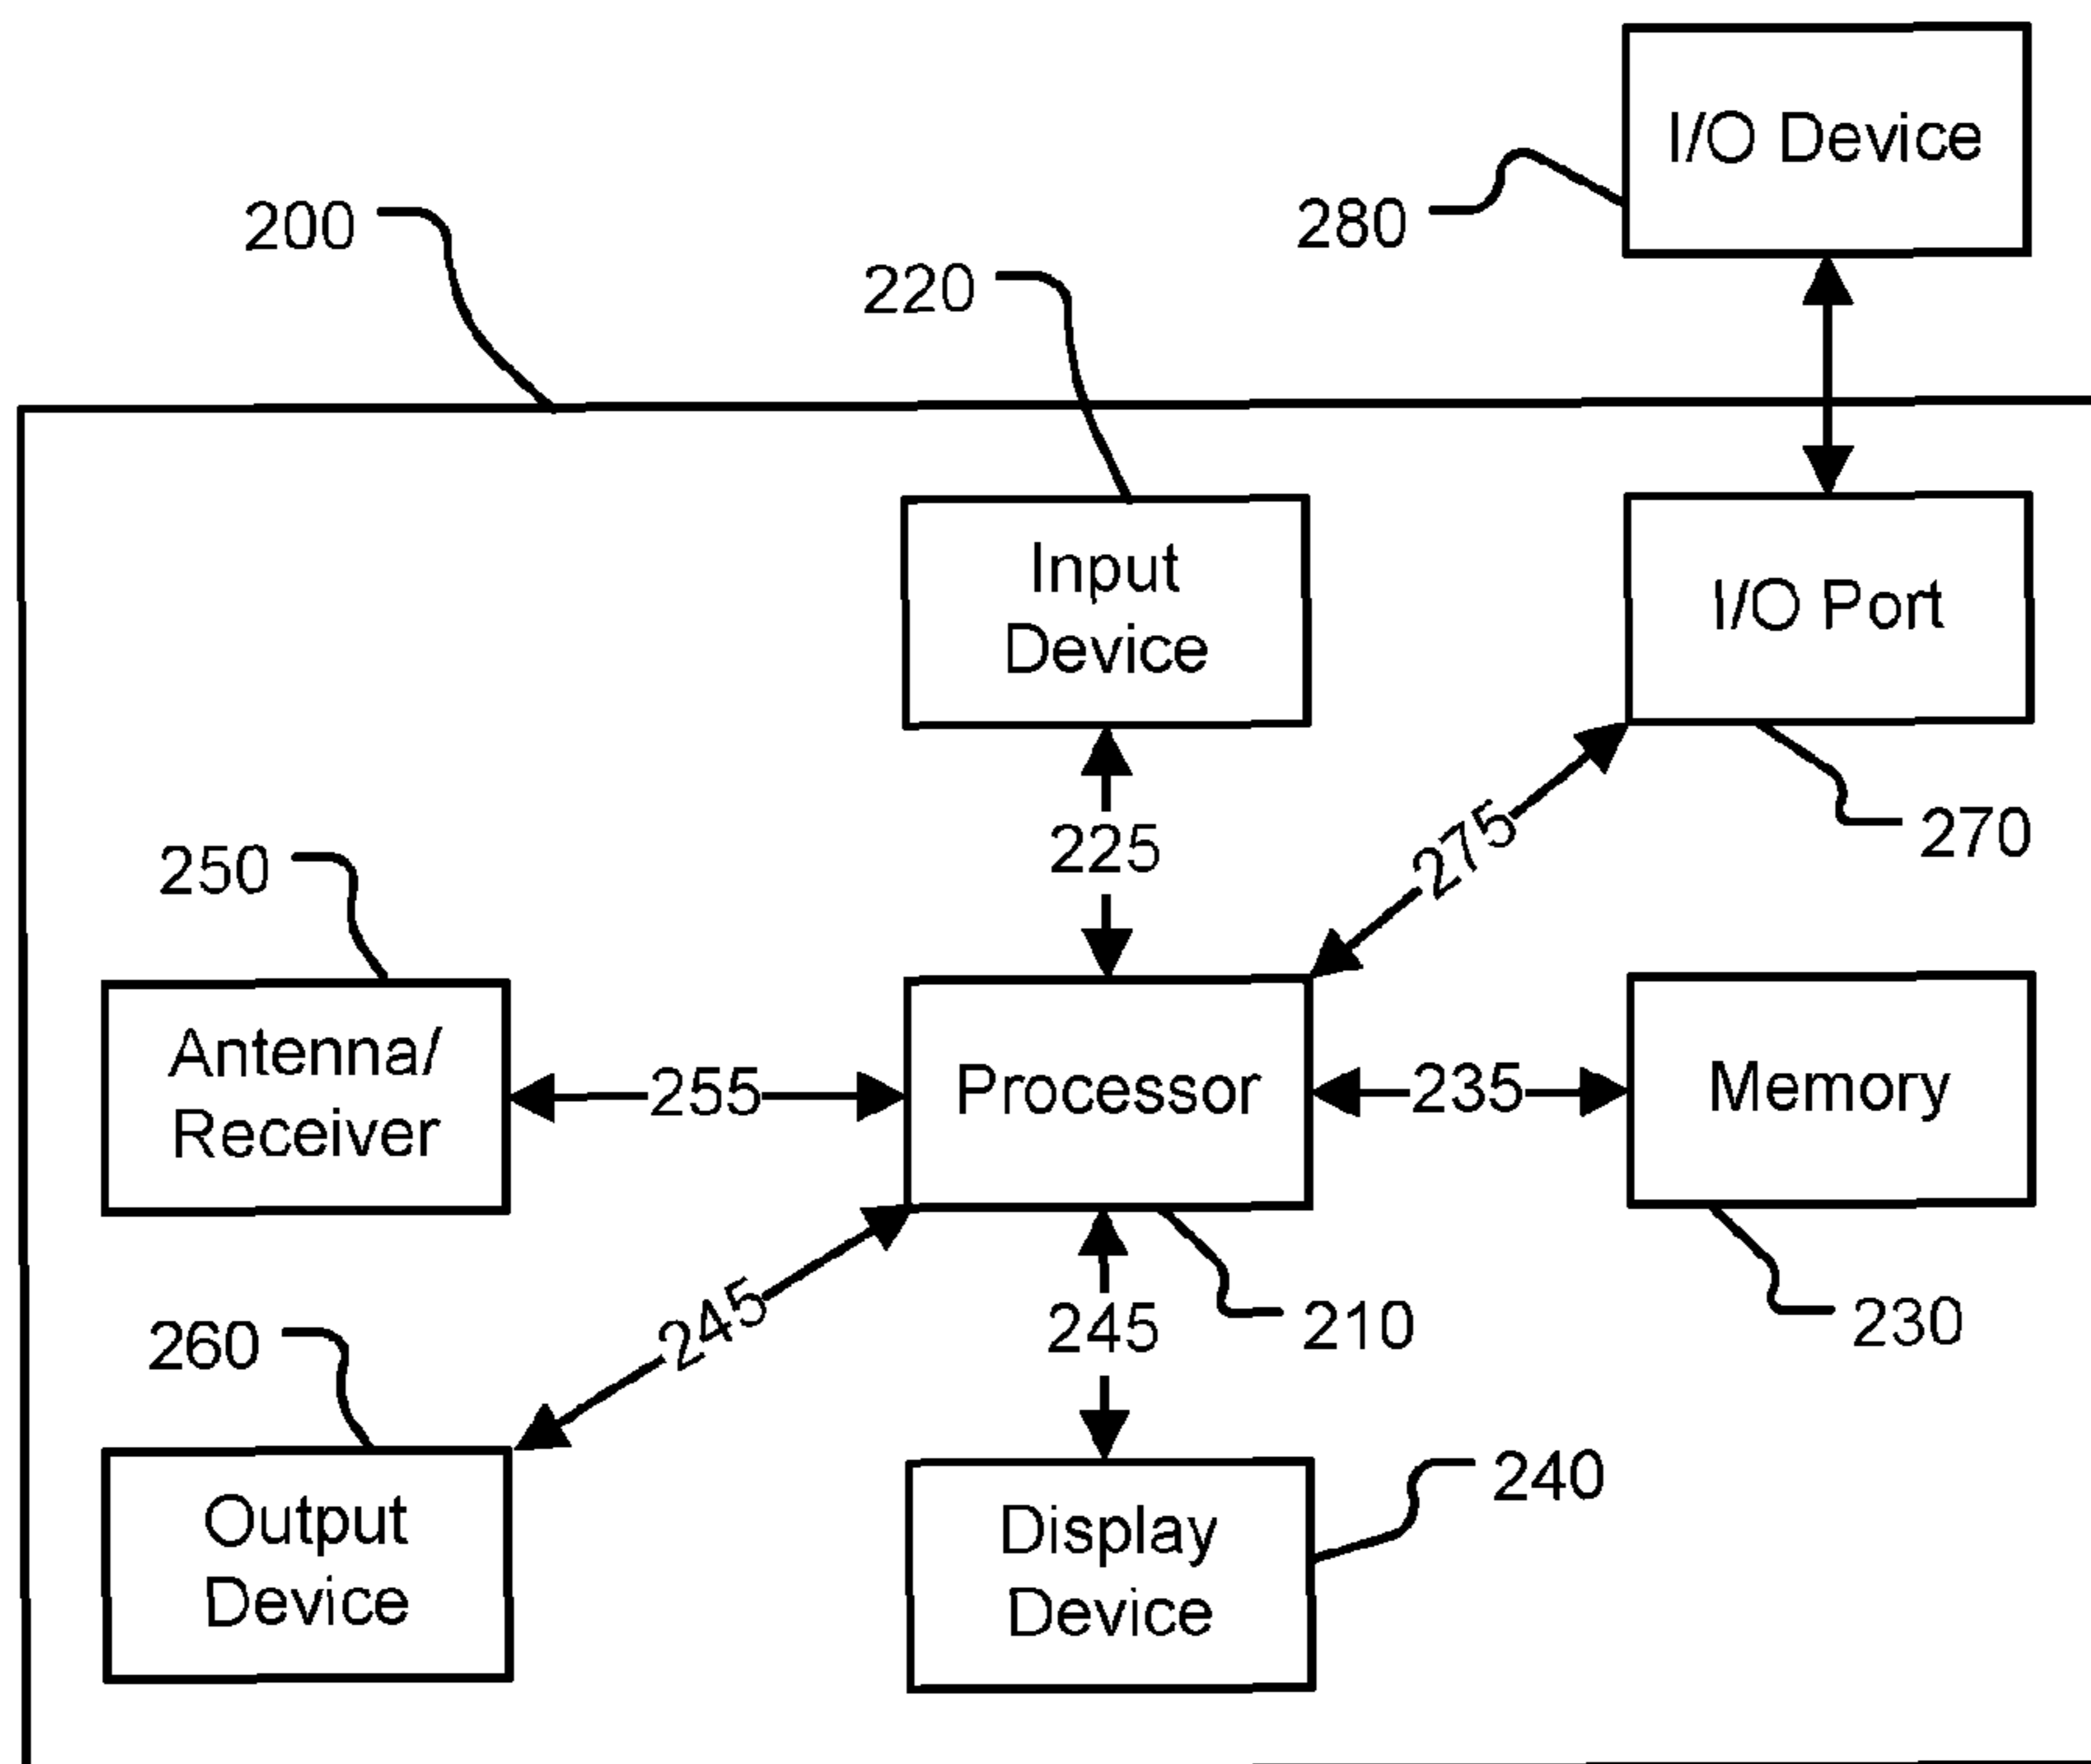 I/O Device
280
200
220
Input
Device
I/O Port
225
275
270
250
Antenna/
Receiver
255
Processor
235
Memory
260
245
245
210
230
Output
Device
Display
Device
240